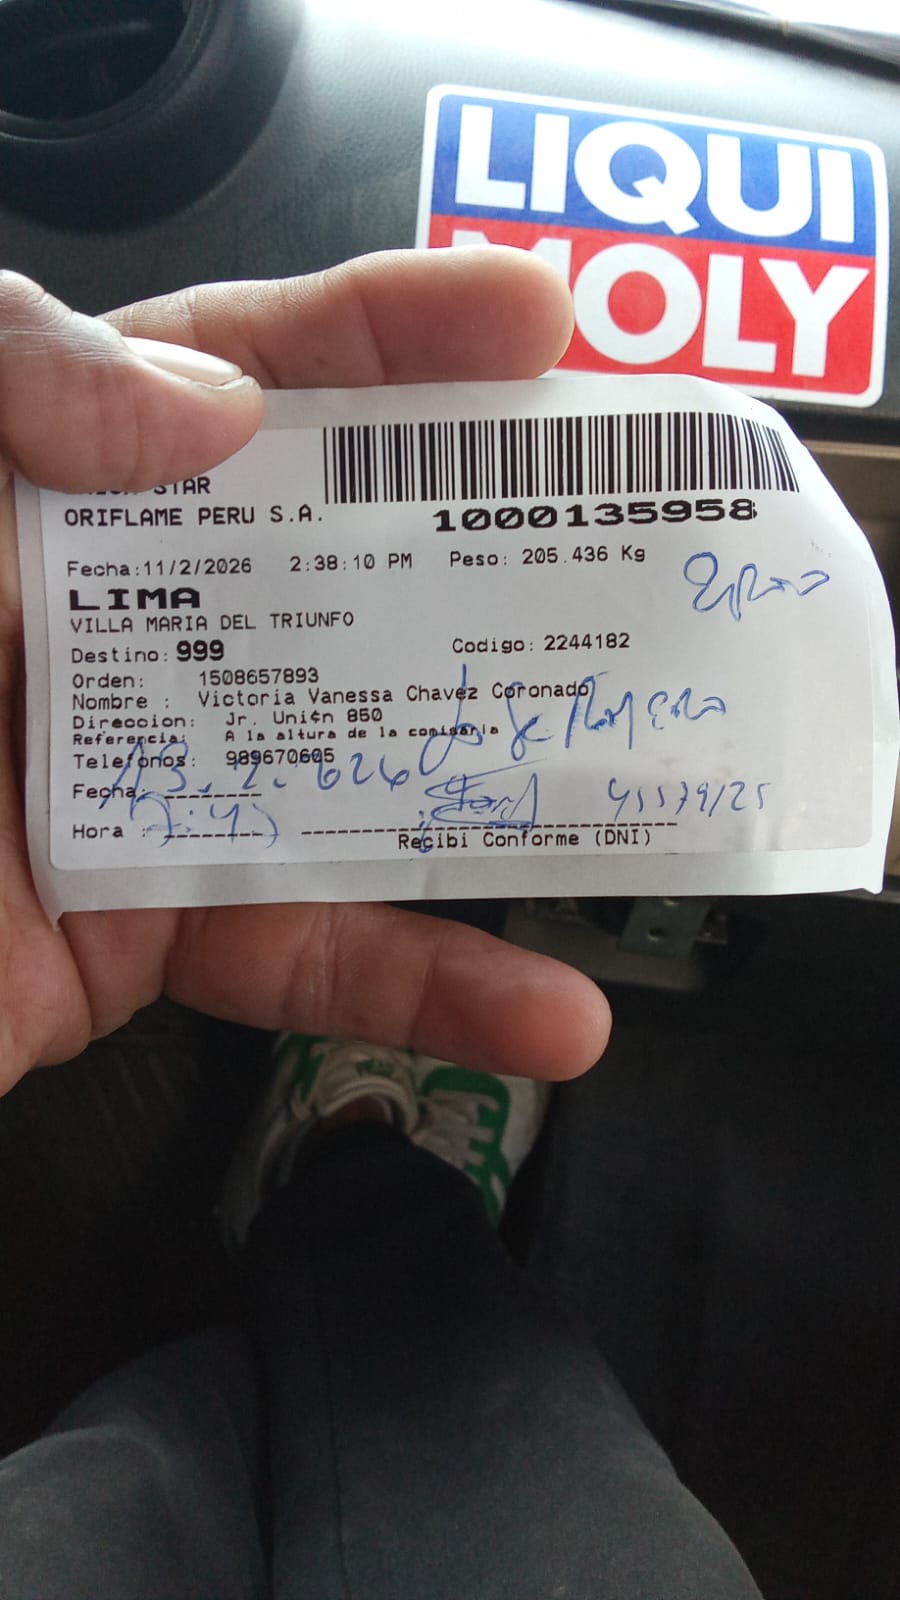 LIQUI
MOLY
STAR
ORIFLAME PERU S.A.
1000135958
Fecha:11/2/2026 2:38:10 PM Peso: 205.436 Kg
LIMA
VILLA MARIA DEL TRIUNFO
Destino: 999 Codigo: 2244182
Orden: 1508657893
Nombre : Victoria Vanessa Chavez Coronado
Direccion: Jr. Uni¢n 850
Referencia: A la altura de la comisaria
Telefonos: 989670605
Fecha:
Hora :
Recibi Conforme (DNI)